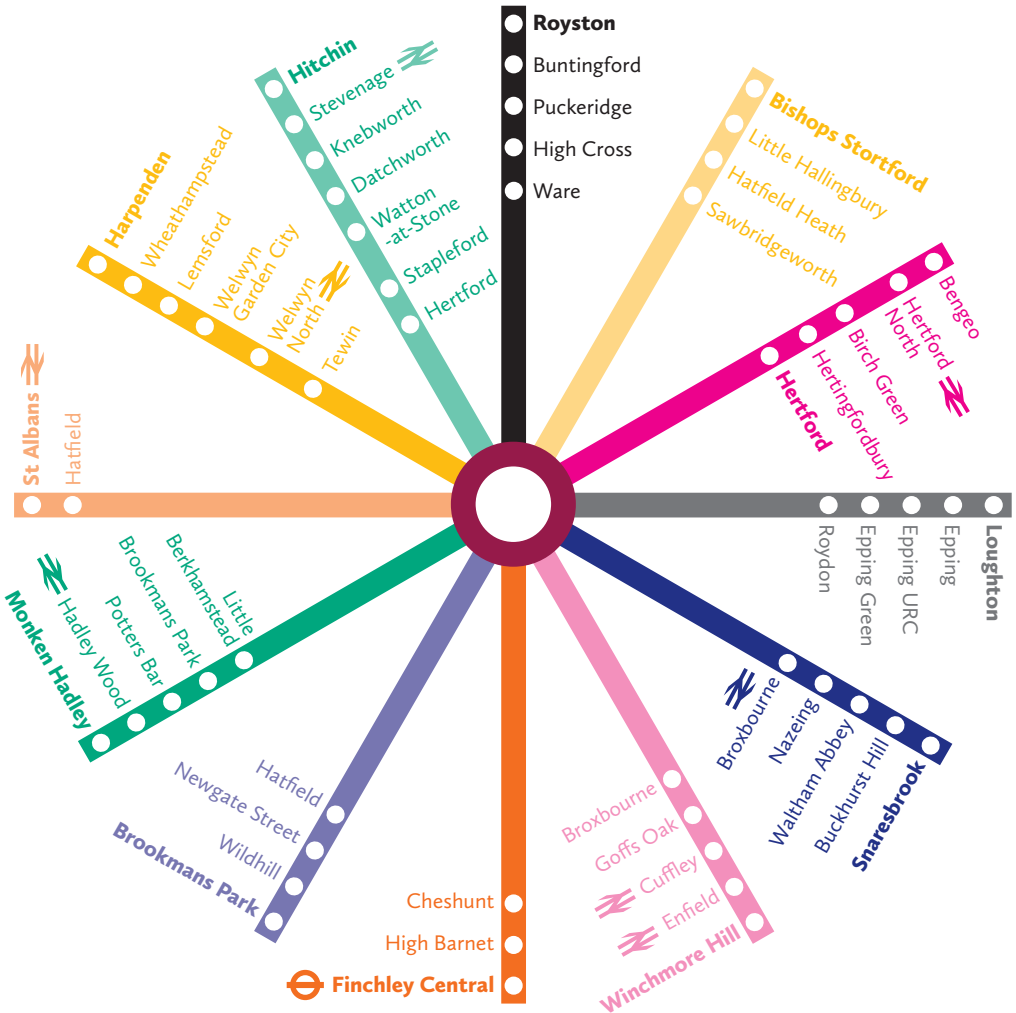 Royston
Buntingford
Puckeridge
High Cross
Ware
Bishops Stortford
Little Hallingbury
Hatfield Heath
Sawbridgeworth
Bengeo
Hertford
North
Birch Green
Hertingfordbury
Hertford
Roydon
Epping Green
Epping URC
Epping
Loughton
Broxbourne
Nazeing
Waltham Abbey
Buckhurst Hill
Snaresbrook
Broxbourne
Goffs Oak
Cuffley
Enfield
Winchmore Hill
Cheshunt
High Barnet
Finchley Central
Hatfield
Newgate Street
Wildhill
Brookmans Park
Little
Berkhamstead
Brookmans Park
Potters Bar
Hadley Wood
Monken Hadley
St Albans
Hatfield
Harpenden
Wheathampstead
Lemsford
Welwyn
Garden City
Welwyn
North
Tewin
Hitchin
Stevenage
Knebworth
Datchworth
Watton
-at-Stone
Stapleford
Hertford